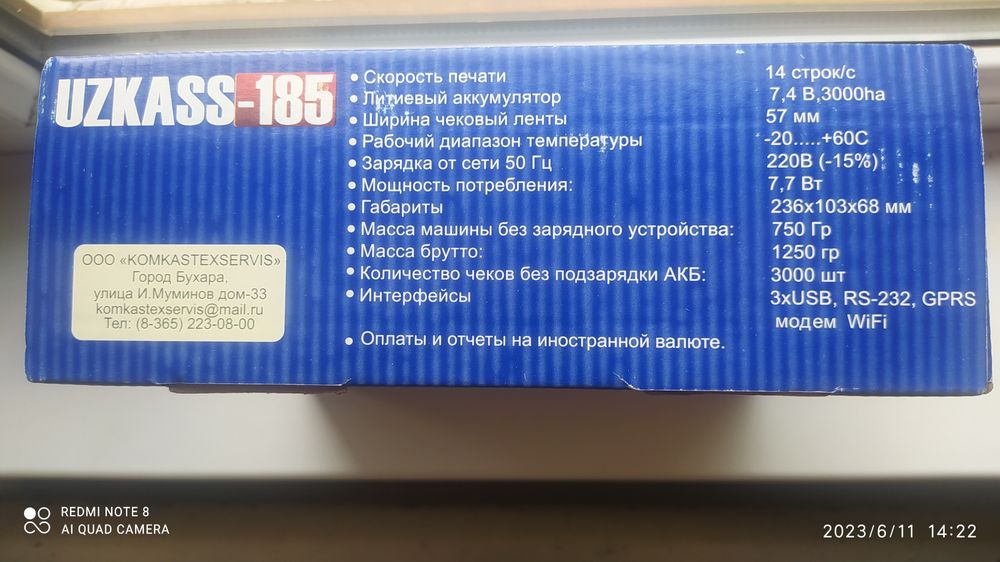 UZKASS-185
• Скорость печати 14 строк/с
• Литиевый аккумулятор 7,4 В,3000ha
• Ширина чековый ленты 57 мм
• Рабочий диапазон температуры -20.....+60С
• Зарядка от сети 50 Гц 220В (-15%)
• Мощность потребления: 7,7 Вт
• Габариты 236х103х68 мм
• Масса машины без зарядного устройства: 750 Гр
• Масса брутто: 1250 гр
• Количество чеков без подзарядки АКБ: 3000 шт
• Интерфейсы 3xUSB, RS-232, GPRS
модем WiFi
• Оплаты и отчеты на иностранной валюте.
ООО «KOMKASTEXSERVIS»
Город Бухара,
улица И.Муминов дом-33
komkastexservis@mail.ru
Тел: (8-365) 223-08-00
REDMI NOTE 8
AI QUAD CAMERA
2023/6/11 14:22